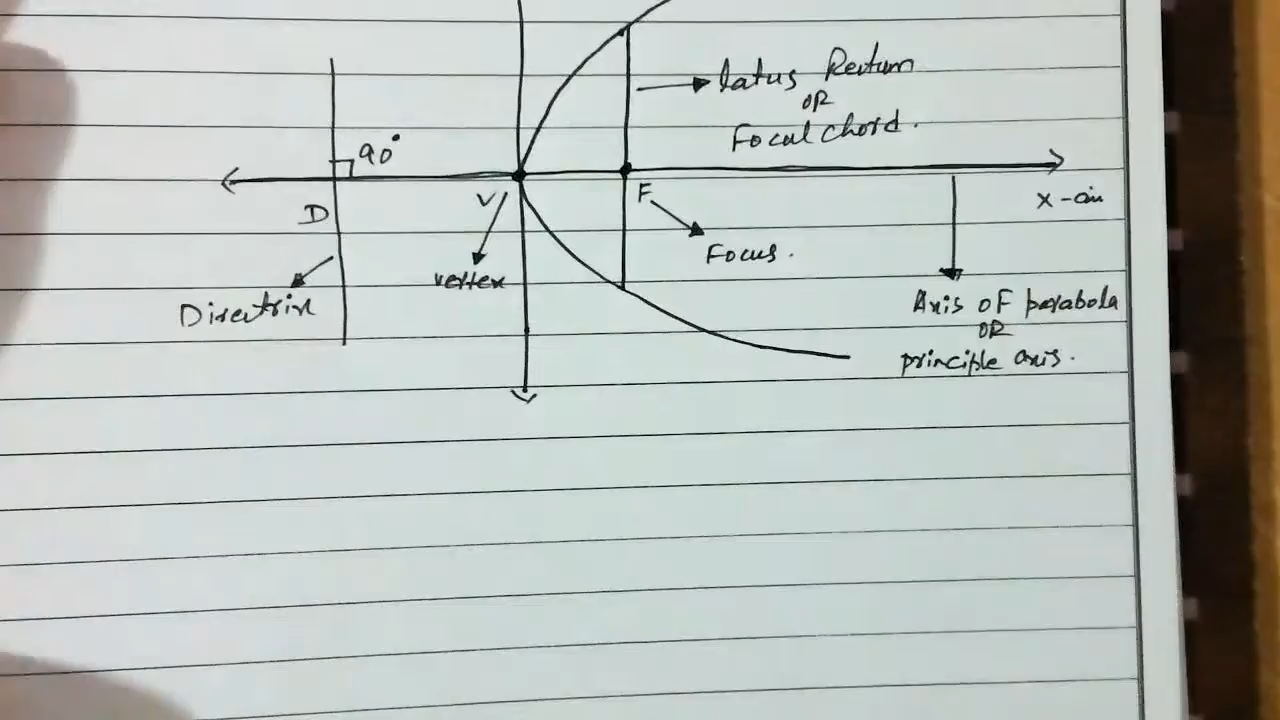 latus Rectum
OR
Focal chord.
90°
X-axis
D
V
F
Focus.
vertex
Directrix
Axis of parabola
OR
principle axis.